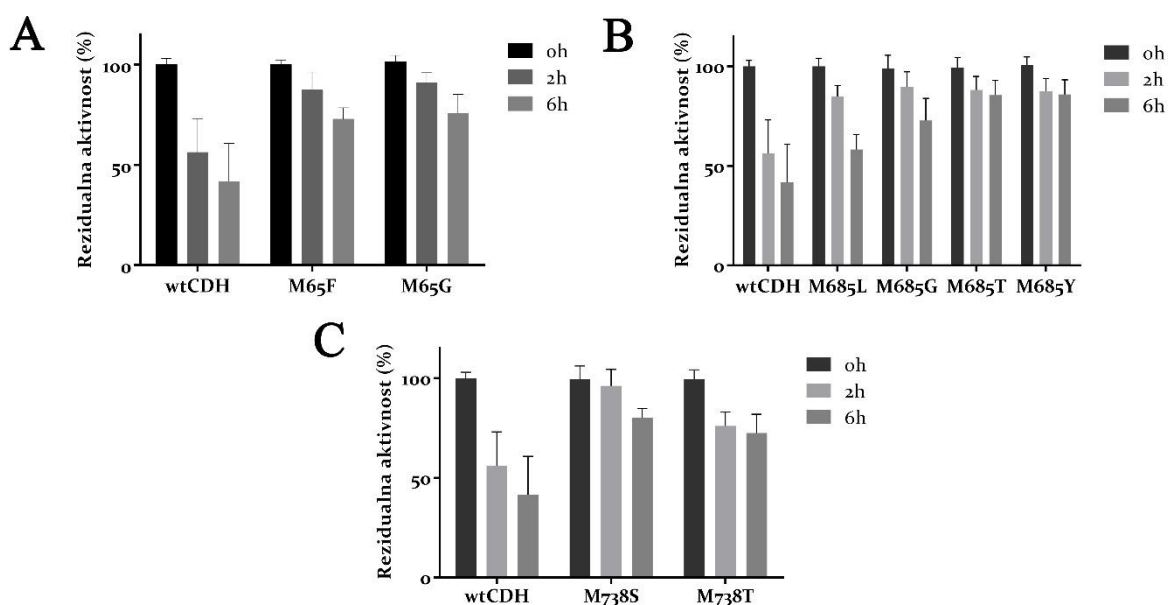 A
Rezidualna aktivnost (%)
100
50
0
wtCDH M65F M65G
0h
2h
6h
B
Rezidualna aktivnost (%)
100
50
0
wtCDH M685L M685G M685T M685Y
0h
2h
6h
C
Rezidualna aktivnost (%)
100
50
0
wtCDH M738S M738T
0h
2h
6h